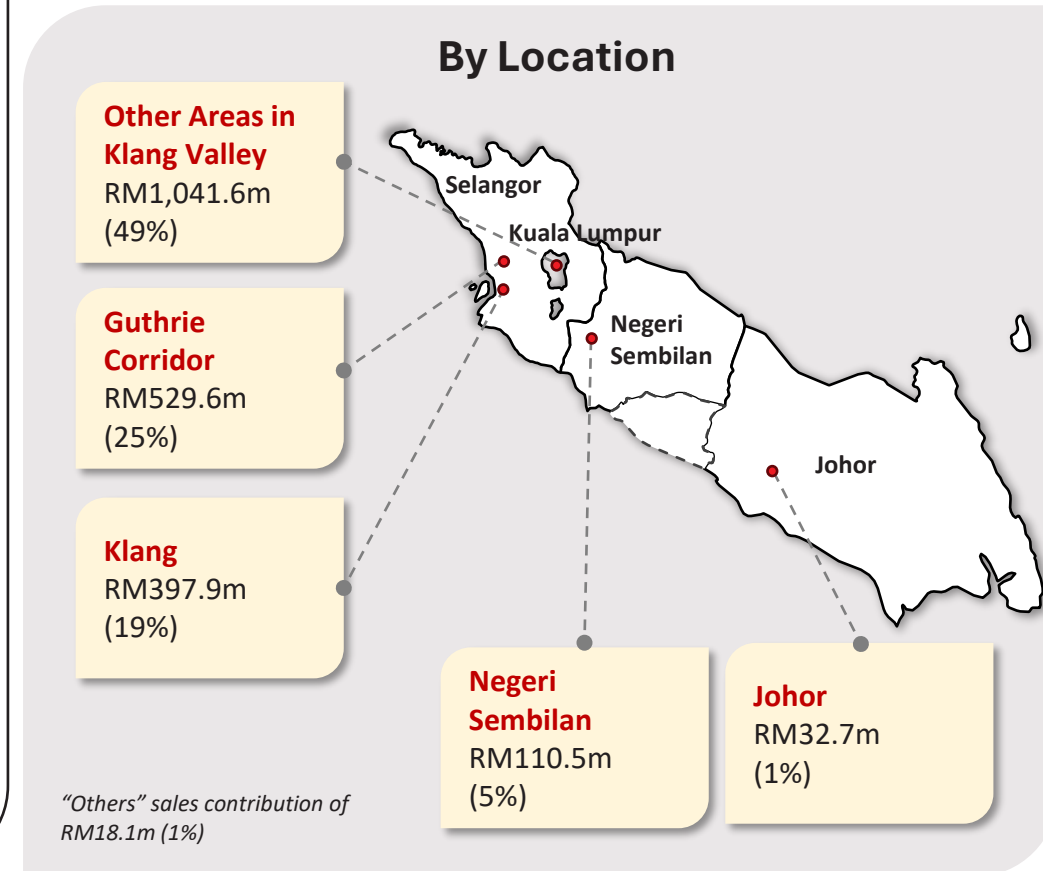 By Location
Other Areas in
Klang Valley
RM1,041.6m
(49%)
Guthrie
Corridor
RM529.6m
(25%)
Klang
RM397.9m
(19%)
Selangor
Kuala Lumpur
Negeri
Sembilan
Johor
Negeri
Sembilan
RM110.5m
(5%)
Johor
RM32.7m
(1%)
“Others” sales contribution of
RM18.1m (1%)